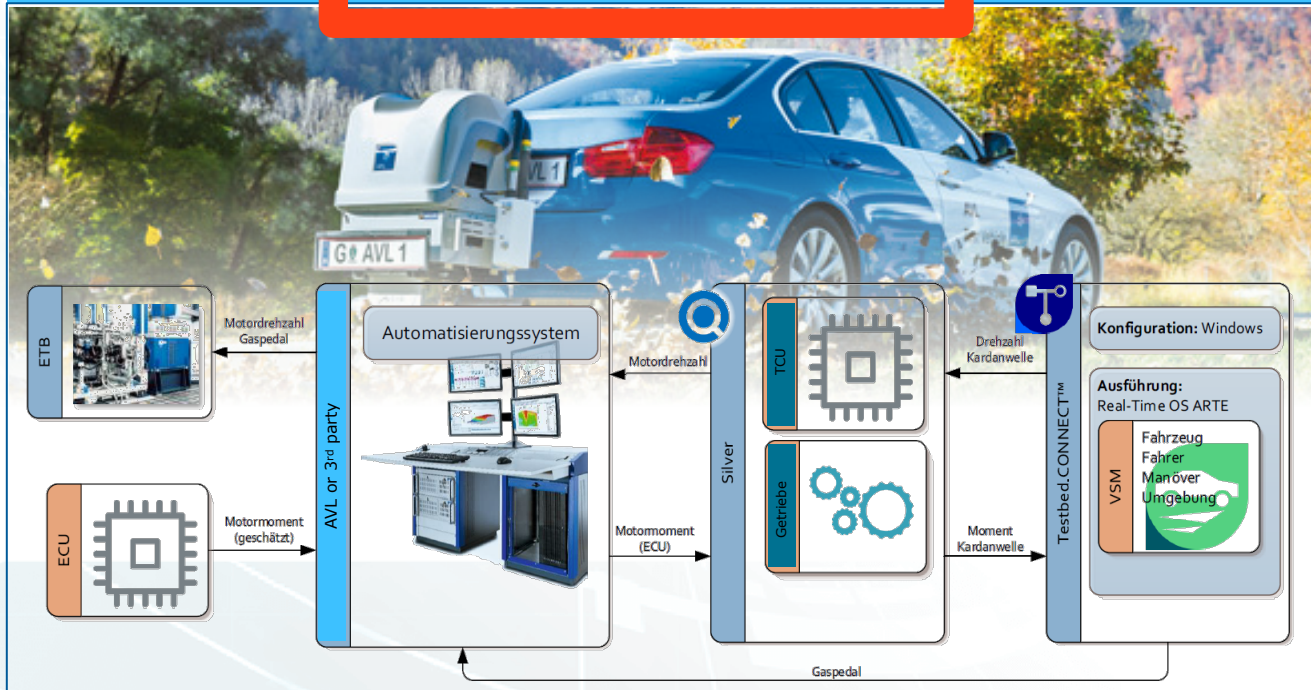 AVL 1
AVL
G AVL 1
ETB
Motordrehzahl
Gaspedal
ECU
Motormoment
(geschätzt)
AVL or 3rd party
Automatisierungssystem
Motordrehzahl
Motormoment
(ECU)
Silver
TCU
Getriebe
Drehzahl
Kardanwelle
Moment
Kardanwelle
Testbed.CONNECT™
Konfiguration: Windows
Ausführung:
Real-Time OS ARTE
VSM
Fahrzeug
Fahrer
Manöver
Umgebung
Gaspedal